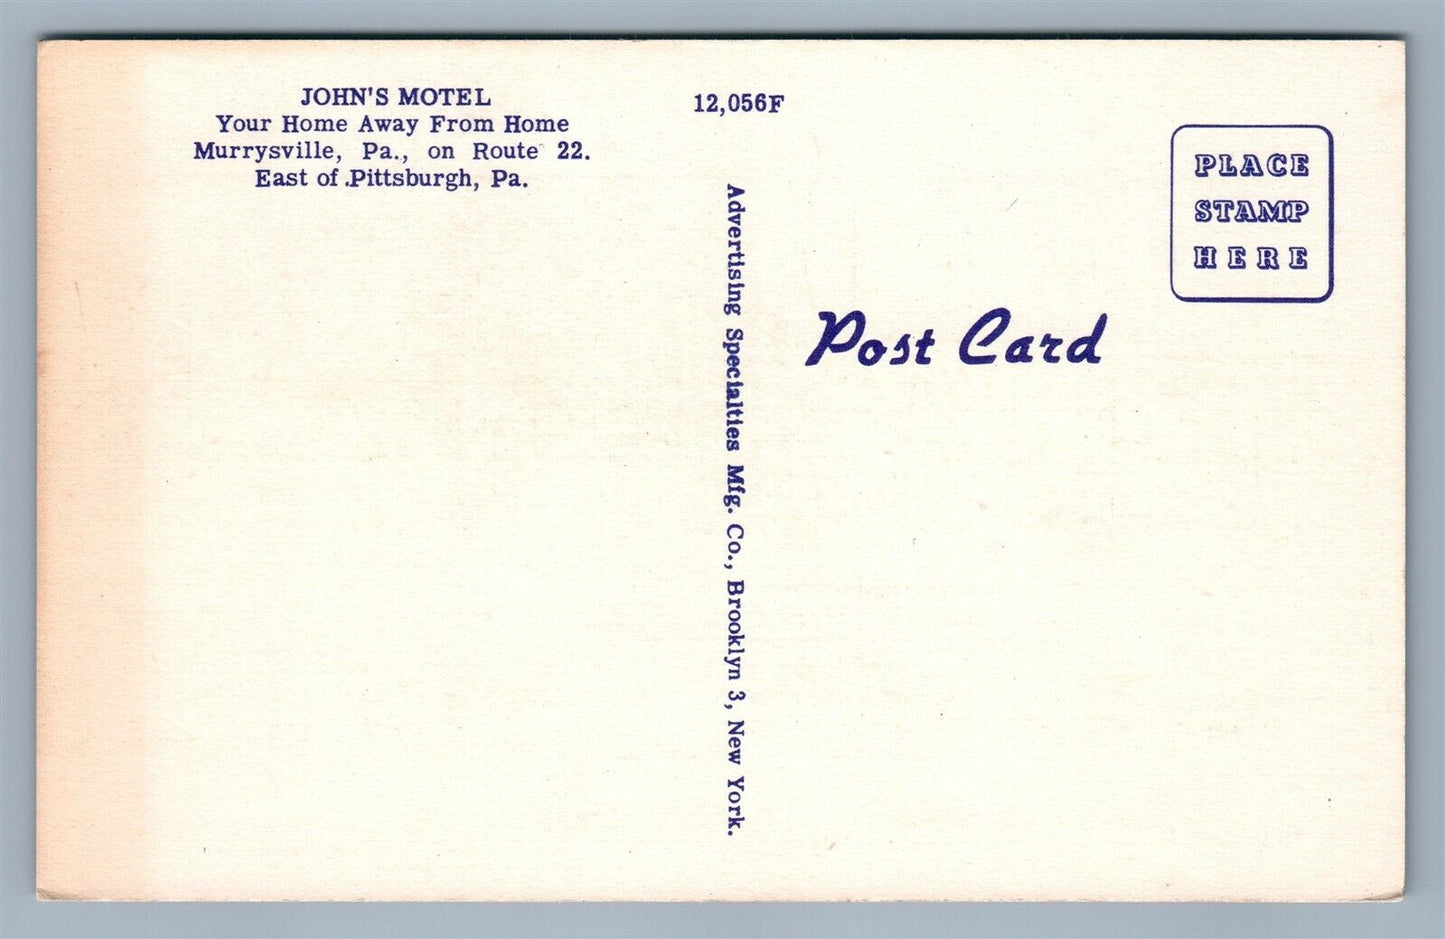 JOHN'S MOTEL
Your Home Away From Home
Murrysville, Pa., on Route 22.
East of Pittsburgh, Pa.
12,056F
Advertising Specialties Mfg. Co., Brooklyn 3, New York.
Post Card
PLACE
STAMP
HERE